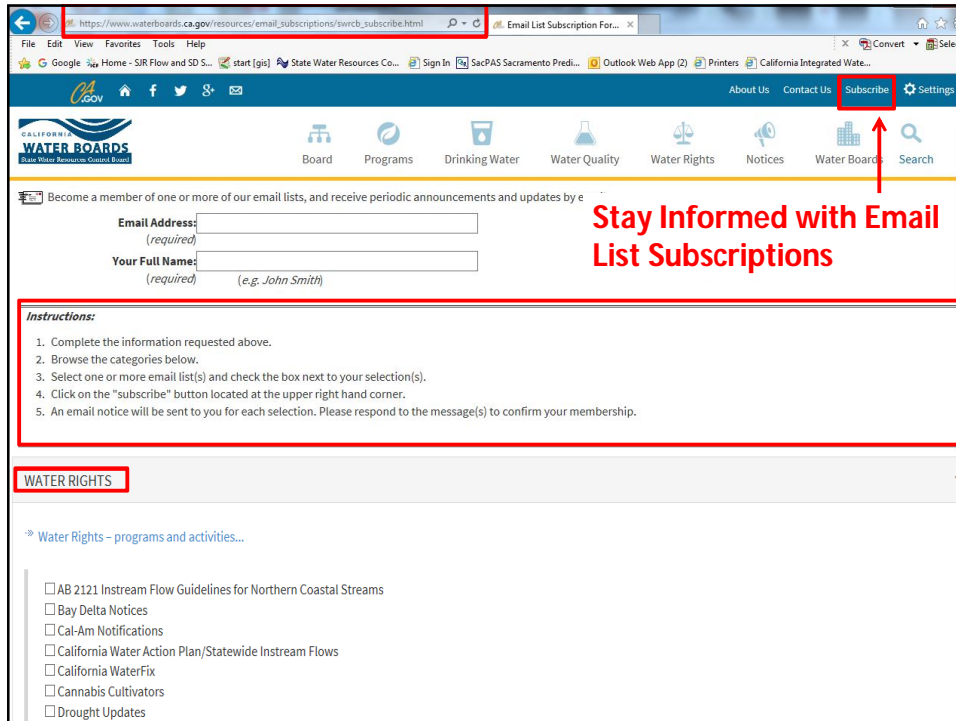 https://www.waterboards.ca.gov/resources/email_subscriptions/swrcb_subscribe.html
Email List Subscription For...
File Edit View Favorites Tools Help
Convert Sele
Google Home - SJR Flow and SD S... start [gis] State Water Resources Co... Sign In SacPAS Sacramento Predi... Outlook Web App (2) Printers California Integrated Wate...
CA.GOV
About Us Contact Us Subscribe Settings
CALIFORNIA
WATER BOARDS
State Water Resources Control Board
Board Programs Drinking Water Water Quality Water Rights Notices Water Boards Search
Become a member of one or more of our email lists, and receive periodic announcements and updates by
Stay Informed with Email
List Subscriptions
Email Address:
(required)
Your Full Name:
(required) (e.g. John Smith)
Instructions:
1. Complete the information requested above.
2. Browse the categories below.
3. Select one or more email list(s) and check the box next to your selection(s).
4. Click on the "subscribe" button located at the upper right hand corner.
5. An email notice will be sent to you for each selection. Please respond to the message(s) to confirm your membership.
WATER RIGHTS
Water Rights – programs and activities...
AB 2121 Instream Flow Guidelines for Northern Coastal Streams
Bay Delta Notices
Cal-Am Notifications
California Water Action Plan/Statewide Instream Flows
California WaterFix
Cannabis Cultivators
Drought Updates